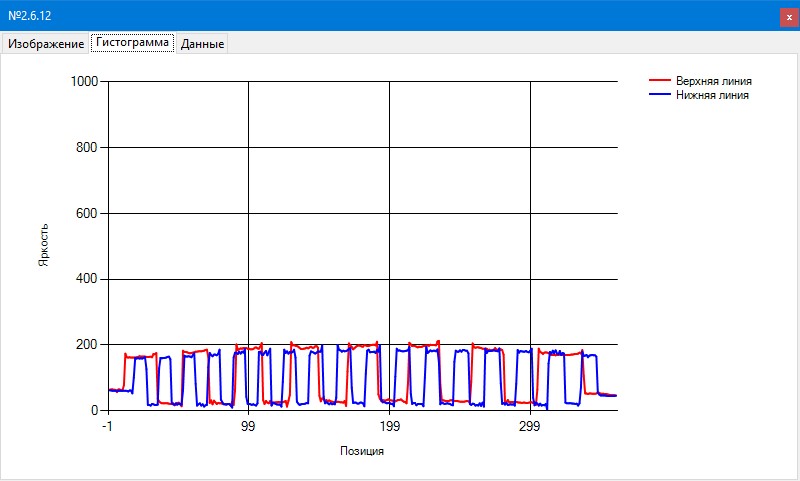 №2.6.12
x
Изображение Гистограмма Данные
1000
800
600
400
200
0
-1 99 199 299
Яркость
Позиция
Верхняя линия
Нижняя линия